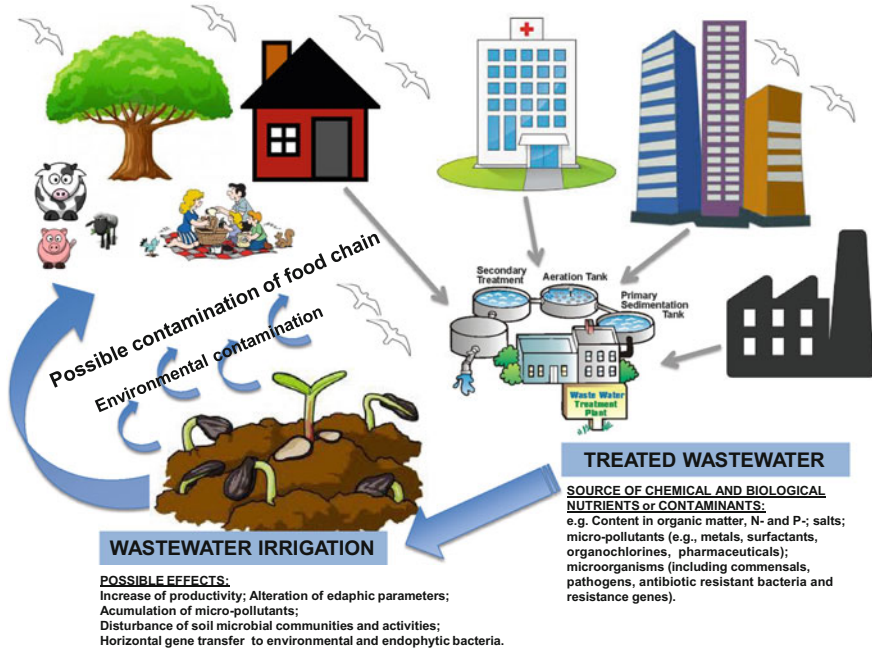 Secondary
Treatment
Aeration Tank
Primary
Sedimentation
Tank
Waste Water
Treatment
Plant
Possible contamination of food chain
Environmental contamination
TREATED WASTEWATER
SOURCE OF CHEMICAL AND BIOLOGICAL
NUTRIENTS or CONTAMINANTS:
e.g. Content in organic matter, N- and P-; salts;
micro-pollutants (e.g., metals, surfactants,
organochlorines, pharmaceuticals);
microorganisms (including commensals,
pathogens, antibiotic resistant bacteria and
resistance genes).
WASTEWATER IRRIGATION
POSSIBLE EFFECTS:
Increase of productivity; Alteration of edaphic parameters;
Acumulation of micro-pollutants;
Disturbance of soil microbial communities and activities;
Horizontal gene transfer to environmental and endophytic bacteria.